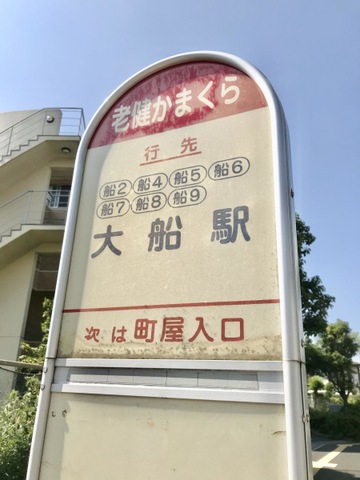 老健かまくら
行先
船2 船4 船5 船6
船7 船8 船9
大船駅
次は 町屋入口